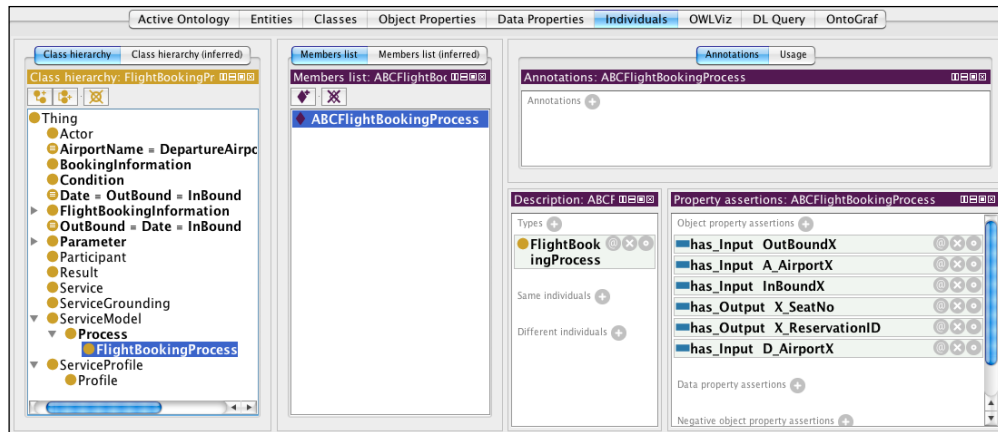 Active Ontology Entities Classes Object Properties Data Properties Individuals OWLViz DL Query OntoGraf
Class hierarchy Class hierarchy (inferred)
Class hierarchy: FlightBookingPr
Thing
Actor
AirportName = DepartureAirpo
BookingInformation
Condition
Date = OutBound = InBound
FlightBookingInformation
OutBound = Date = InBound
Parameter
Participant
Result
Service
ServiceGrounding
ServiceModel
Process
FlightBookingProcess
ServiceProfile
Profile
Members list Members list (inferred)
Members list: ABCFlightBoc
ABCFlightBookingProcess
Annotations Usage
Annotations: ABCFlightBookingProcess
Annotations
Description: ABCF
Types
FlightBook
ingProcess
Same individuals
Different individuals
Property assertions: ABCFlightBookingProcess
Object property assertions
has_Input OutBoundX
has_Input A_AirportX
has_Input InBoundX
has_Output X_SeatNo
has_Output X_ReservationID
has_Input D_AirportX
Data property assertions
Negative object property assertions